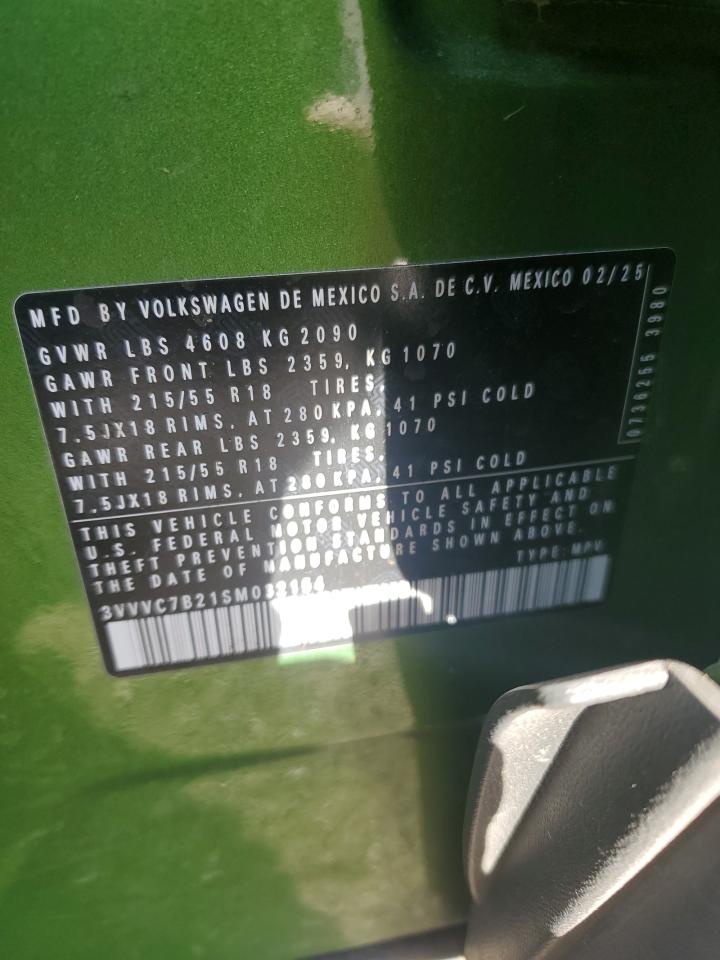 MFD BY VOLKSWAGEN DE MEXICO S.A. DE C.V. MEXICO 02/25
GVWR LBS 4608 KG 2090
GAWR FRONT LBS 2359, KG 1070
WITH 215/55 R18 TIRES,
7.5JX18 RIMS, AT 280 KPA, 41 PSI COLD
GAWR REAR LBS 2359, KG 1070
WITH 215/55 R18 TIRES,
7.5JX18 RIMS, AT 280 KPA, 41 PSI COLD
THIS VEHICLE CONFORMS TO ALL APPLICABLE
U.S. FEDERAL MOTOR VEHICLE SAFETY AND
THEFT PREVENTION STANDARDS IN EFFECT ON
THE DATE OF MANUFACTURE SHOWN ABOVE.
TYPE: MPV
0736255 3980